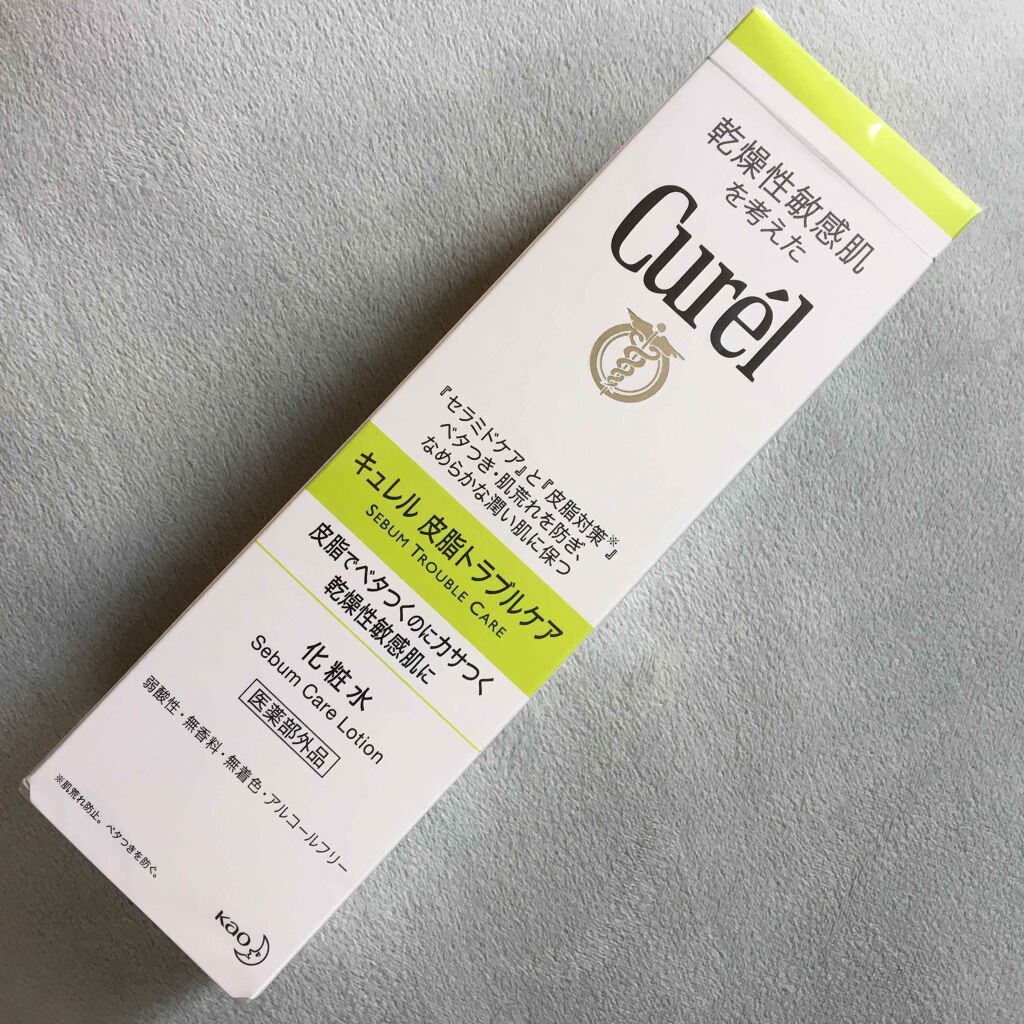 乾燥性敏感肌
を考えた
Curél
『セラミドケア』と『皮脂対策※』
ベタつき・肌荒れを防ぎ、
なめらかな潤い肌に保つ
キュレル 皮脂トラブルケア
SEBUM TROUBLE CARE
皮脂でベタつくのにカサつく
乾燥性敏感肌に
化粧水
Sebum Care Lotion
医薬部外品
弱酸性・無香料・無着色・アルコールフリー
※肌荒れ防止。ベタつきを防ぐ。
Kao